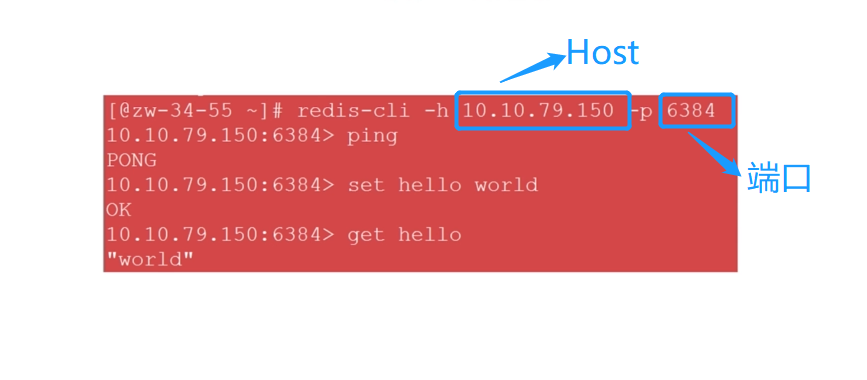 Host
[@zw-34-55 ~]# redis-cli -h 10.10.79.150 -p 6384
10.10.79.150:6384> ping
PONG
10.10.79.150:6384> set hello world
端口
OK
10.10.79.150:6384> get hello
"world"